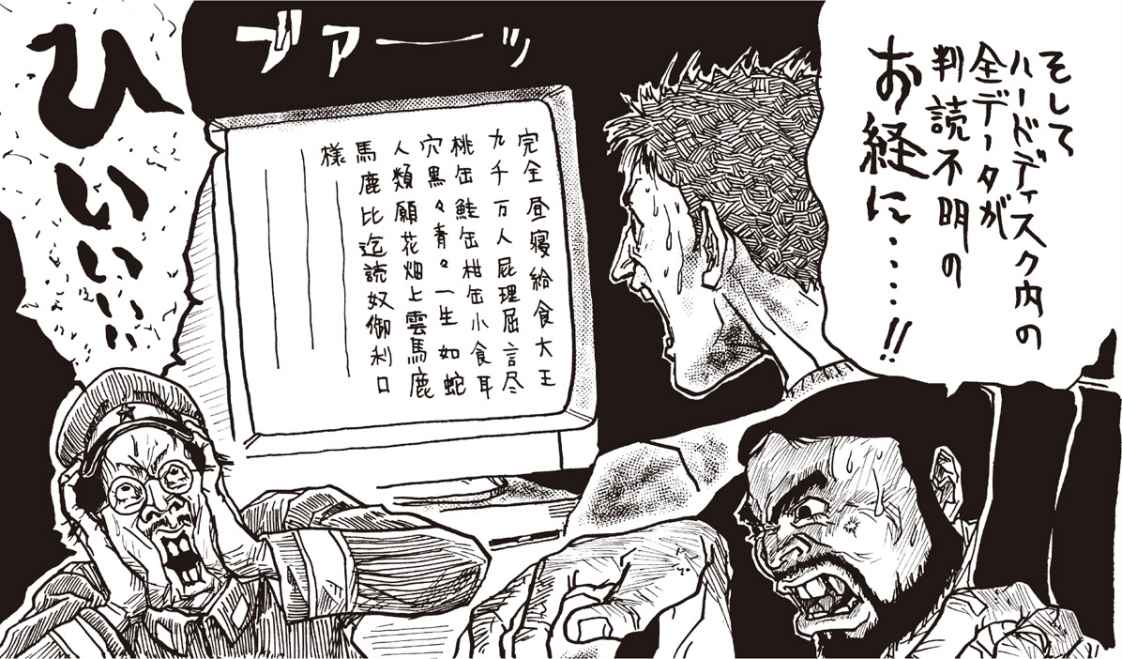 そして
ハードディスク内の
全データが
判読不明の
お経に‥‥‥!!
ブァーーッ
完全昼寝給食大王
九千万人屁理屈言尽
桃缶鮭缶柑缶小食耳
穴黒々青々一生如蛇
人類願花畑上雲馬鹿
馬鹿比迄読奴御利口
様
ひいいいい